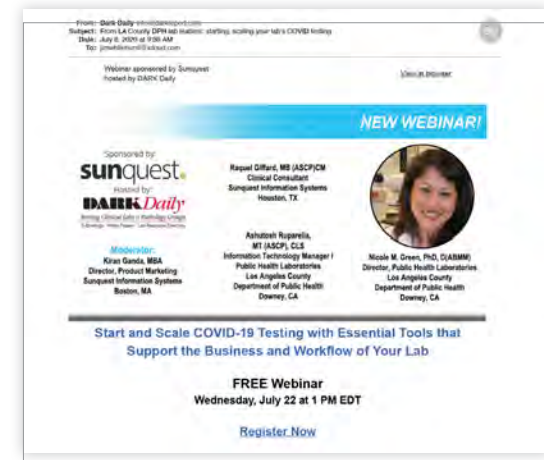 From: Dark Daily
Subject: From LA County DPH lab matters: starting, scaling your lab's COVID testing
Date: July 8, 2020 at 9:06 AM
To:
Webinar sponsored by Sunquest
hosted by DARK Daily
View in browser
NEW WEBINAR!
Sponsored by:
sunquest.
Hosted by:
DARK Daily
Moderator:
Kiran Ganda, MBA
Director, Product Marketing
Sunquest Information Systems
Boston, MA
Raquel Giffard, MB (ASCP)CM
Clinical Consultant
Sunquest Information Systems
Houston, TX
Ashutosh Ruparelia,
MT (ASCP), CLS
Information Technology Manager I
Public Health Laboratories
Los Angeles County
Department of Public Health
Downey, CA
Nicole M. Green, PhD, D(ABMM)
Director, Public Health Laboratories
Los Angeles County
Department of Public Health
Downey, CA
Start and Scale COVID-19 Testing with Essential Tools that
Support the Business and Workflow of Your Lab
FREE Webinar
Wednesday, July 22 at 1 PM EDT
Register Now